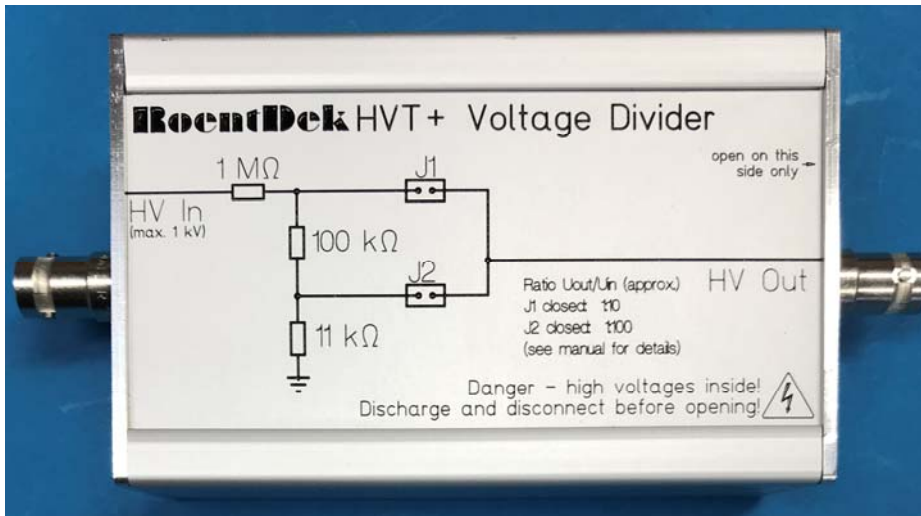 RoentDek HVT+ Voltage Divider
open on this
side only
1 MΩ
J1
HV In
(max. 1 kV)
100 kΩ
J2
Ratio Uout/Uin (approx.)
HV Out
J1 closed: 1:10
J2 closed: 1:100
11 kΩ
(see manual for details)
Danger - high voltages inside!
Discharge and disconnect before opening!